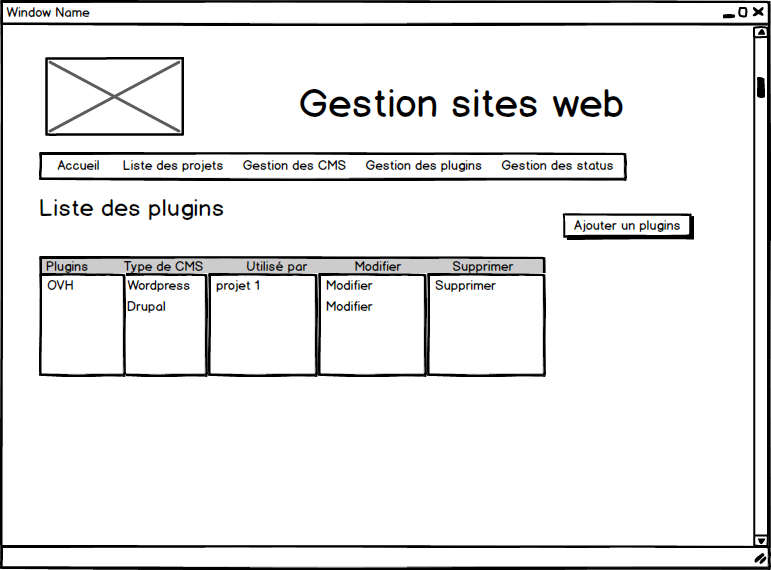 Window Name
Gestion sites web
Accueil Liste des projets Gestion des CMS Gestion des plugins Gestion des status
Liste des plugins
Ajouter un plugins
Plugins Type de CMS Utilisé par Modifier Supprimer
OVH Wordpress projet 1 Modifier Supprimer
Drupal Modifier